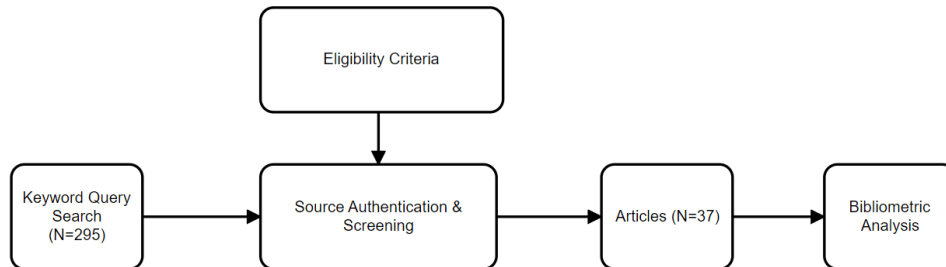 Eligibility Criteria
Keyword Query
Search
(N=295)
Source Authentication &
Screening
Articles (N=37)
Bibliometric
Analysis